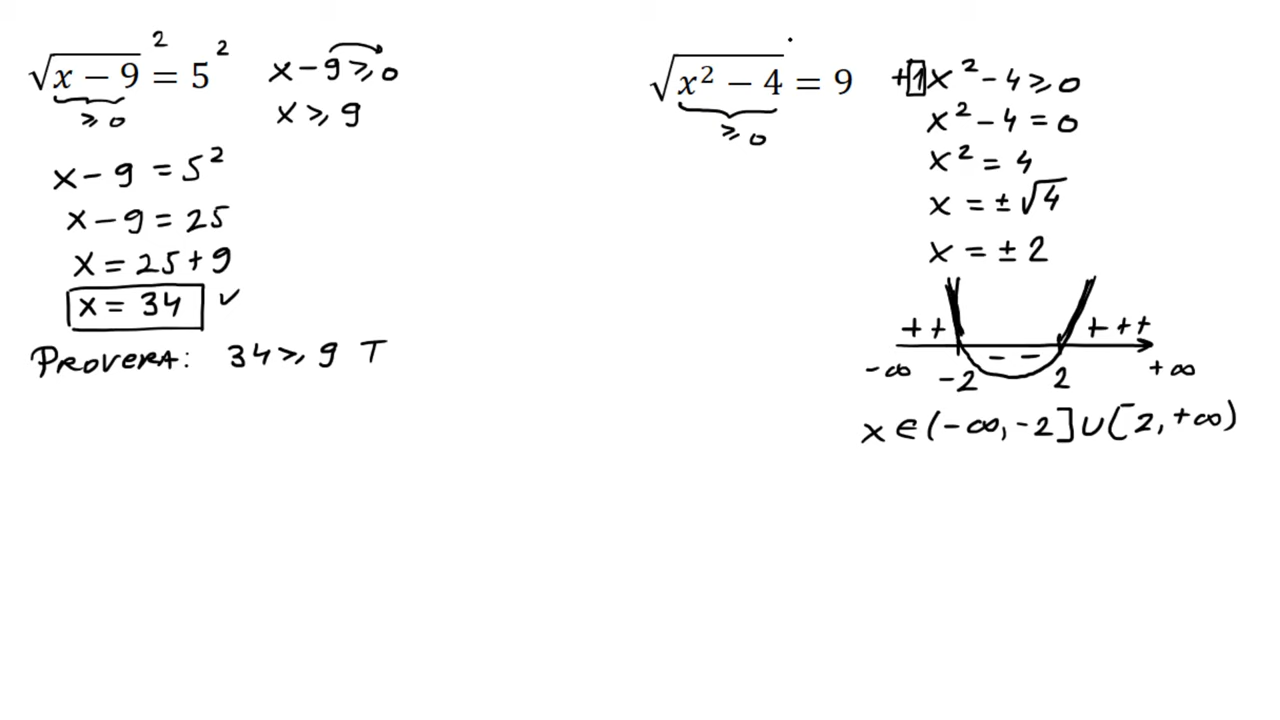 √(x − 9)² = 5²
≥ 0
x − 9 ≥ 0
x ≥ 9
x − 9 = 5²
x − 9 = 25
x = 25 + 9
x = 34 ✓
PROVERA: 34 ≥ 9 T
√(x² − 4) = 9
≥ 0
+1x² − 4 ≥ 0
x² − 4 = 0
x² = 4
x = ±√4
x = ± 2
+ + − − + + +
−∞ −2 2 +∞
x ∈ (−∞, −2] ∪ [2, +∞)